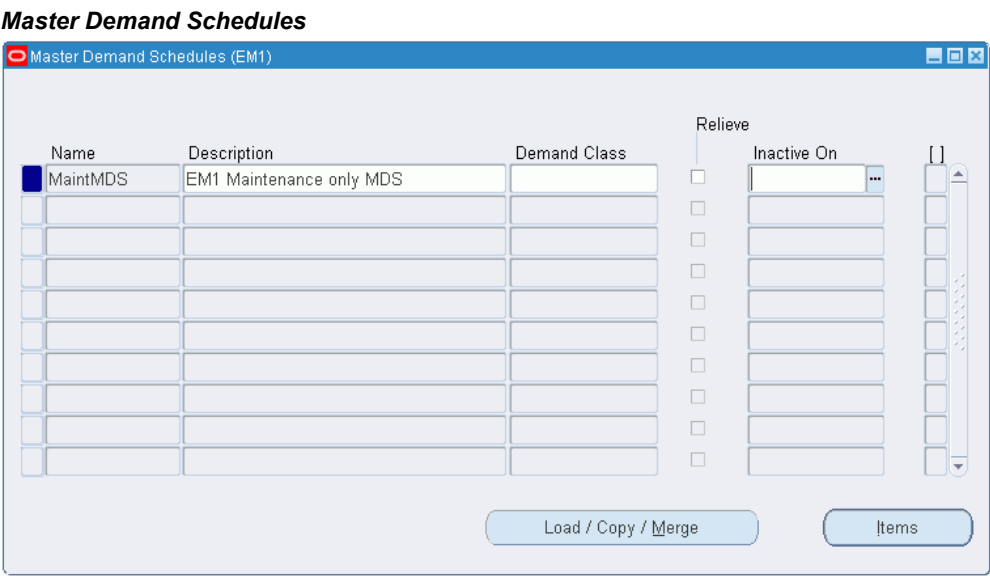 Master Demand Schedules
Master Demand Schedules (EM1)
Relieve
Name Description Demand Class Inactive On [ ]
MaintMDS EM1 Maintenance only MDS ...
Load / Copy / Merge Items